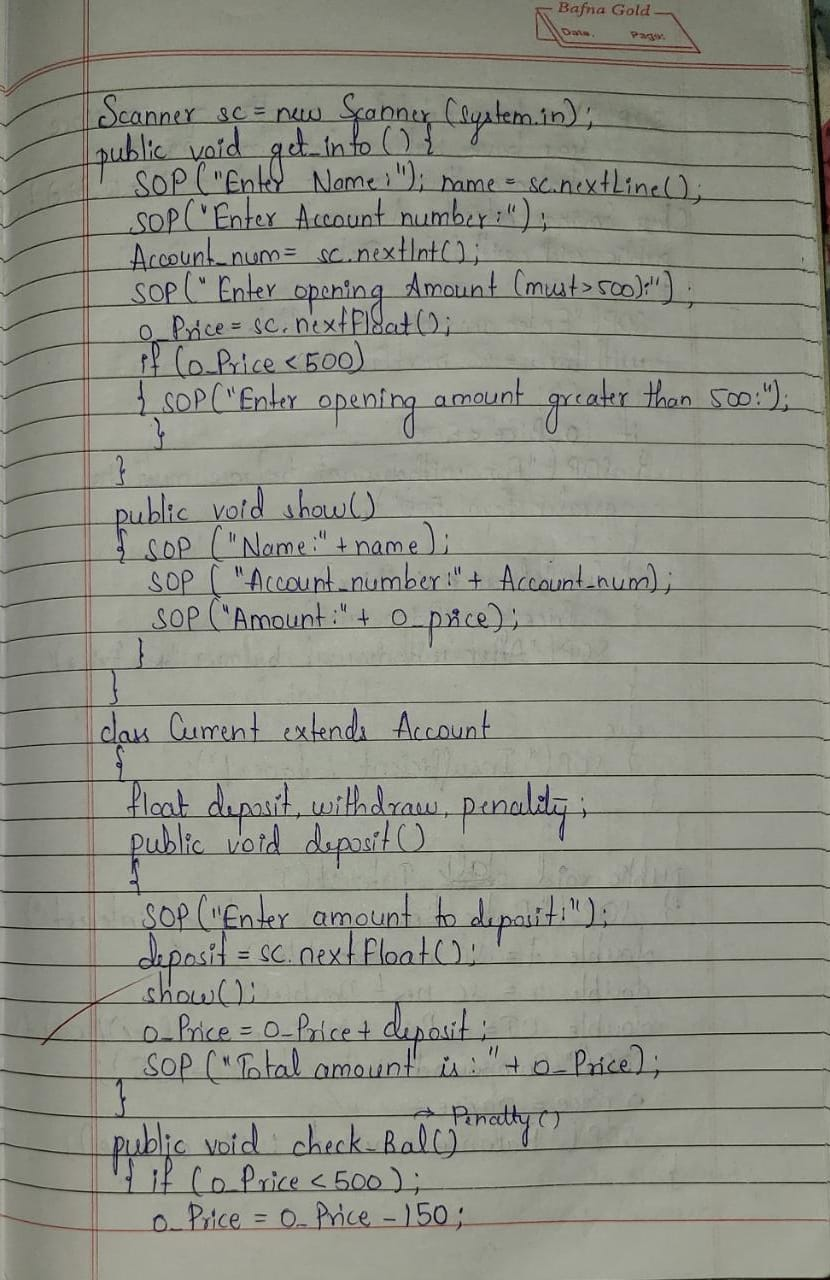 Bafna Gold
Date. Page:
Scanner sc = new Scanner (system.in);
public void get_info () {
SOP ("Enter Name:"); name = sc.nextLine();
SOP("Enter Account number:");
Account_num= sc.nextInt();
SOP(" Enter opening Amount (must>500):");
o_Price = sc.nextFloat();
if (o_Price < 500)
{ SOP("Enter opening amount greater than 500:");
}
}
public void show()
{ SOP ("Name:" + name);
SOP ( "Account_number:" + Account_num);
SOP ("Amount:" + o_price);
}
}
class Current extends Account
{
float deposit, withdraw, penality;
public void deposit()
{
SOP("Enter amount to deposit:");
deposit = sc.nextFloat();
show();
o_Price = o_Price + deposit;
SOP ("Total amount is:" + o_Price);
}
→ Penalty()
public void check_Bal()
{ if (o_Price < 500);
o_Price = o_Price - 150;